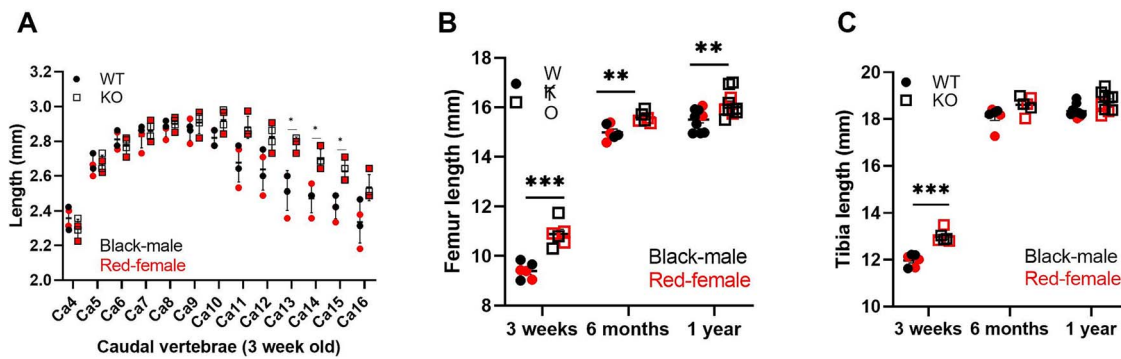 A
Length (mm)
3.2
3.0
2.8
2.6
2.4
2.2
2.0
WT
KO
* * *
Black-male
Red-female
Ca4 Ca5 Ca6 Ca7 Ca8 Ca9 Ca10 Ca11 Ca12 Ca13 Ca14 Ca15 Ca16
Caudal vertebrae (3 week old)
B
Femur length (mm)
18
16
14
12
10
8
W
K
O
***
**
**
Black-male
Red-female
3 weeks 6 months 1 year
C
Tibia length (mm)
20
18
16
14
12
10
WT
KO
***
Black-male
Red-female
3 weeks 6 months 1 year